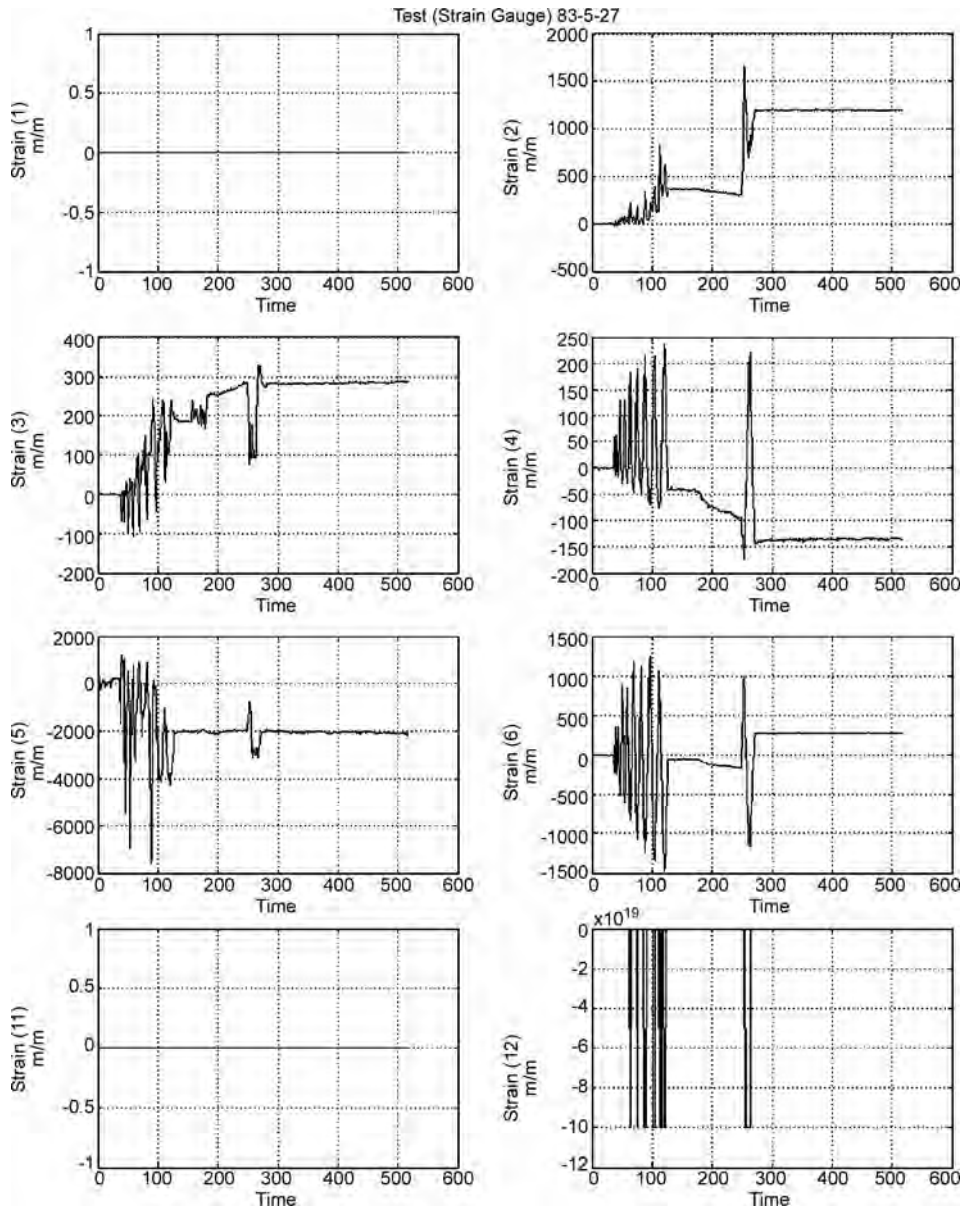 Test (Strain Gauge) 83-5-27
Strain (1)
m/m
1
0.5
0
-0.5
-1
0 100 200 300 400 500 600
Time
Strain (2)
m/m
2000
1500
1000
500
0
-500
0 100 200 300 400 500 600
Time
Strain (3)
m/m
400
300
200
100
0
-100
-200
0 100 200 300 400 500 600
Time
Strain (4)
m/m
250
200
150
100
50
0
-50
-100
-150
-200
0 100 200 300 400 500 600
Time
Strain (5)
m/m
2000
0
-2000
-4000
-6000
-8000
0 100 200 300 400 500 600
Time
Strain (6)
m/m
1500
1000
500
0
-500
-1000
-1500
0 100 200 300 400 500 600
Time
Strain (11)
m/m
1
0.5
0
-0.5
-1
0 100 200 300 400 500 600
Time
Strain (12)
m/m
x10^19
0
-2
-4
-6
-8
-10
-12
0 100 200 300 400 500 600
Time